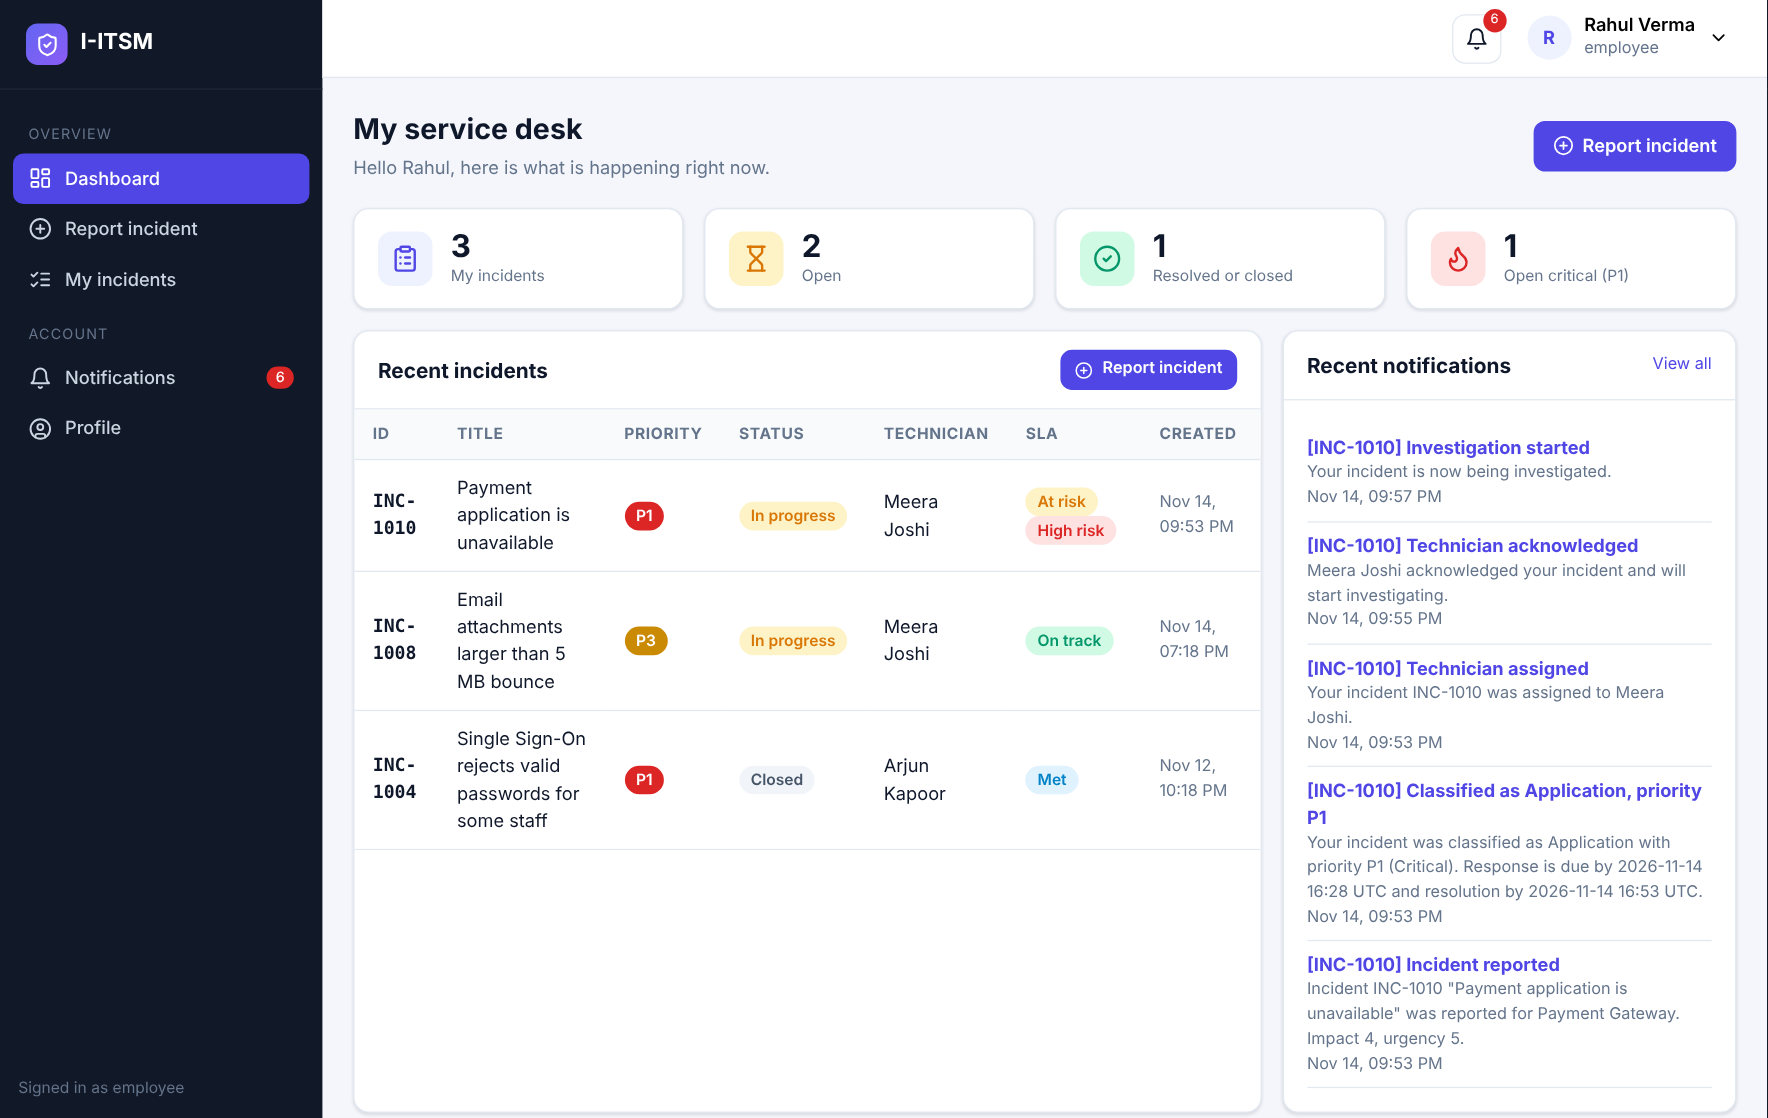 I-ITSM
OVERVIEW
Dashboard
Report incident
My incidents
ACCOUNT
Notifications 6
Profile
Signed in as employee
6
R
Rahul Verma
employee
My service desk
Hello Rahul, here is what is happening right now.
Report incident
3
My incidents
2
Open
1
Resolved or closed
1
Open critical (P1)
Recent incidents
Report incident
ID TITLE PRIORITY STATUS TECHNICIAN SLA CREATED
INC-
1010
Payment
application is
unavailable
P1
In progress
Meera
Joshi
At risk
High risk
Nov 14,
09:53 PM
INC-
1008
Email
attachments
larger than 5
MB bounce
P3
In progress
Meera
Joshi
On track
Nov 14,
07:18 PM
INC-
1004
Single Sign-On
rejects valid
passwords for
some staff
P1
Closed
Arjun
Kapoor
Met
Nov 12,
10:18 PM
Recent notifications
View all
[INC-1010] Investigation started
Your incident is now being investigated.
Nov 14, 09:57 PM
[INC-1010] Technician acknowledged
Meera Joshi acknowledged your incident and will
start investigating.
Nov 14, 09:55 PM
[INC-1010] Technician assigned
Your incident INC-1010 was assigned to Meera
Joshi.
Nov 14, 09:53 PM
[INC-1010] Classified as Application, priority
P1
Your incident was classified as Application with
priority P1 (Critical). Response is due by 2026-11-14
16:28 UTC and resolution by 2026-11-14 16:53 UTC.
Nov 14, 09:53 PM
[INC-1010] Incident reported
Incident INC-1010 "Payment application is
unavailable" was reported for Payment Gateway.
Impact 4, urgency 5.
Nov 14, 09:53 PM